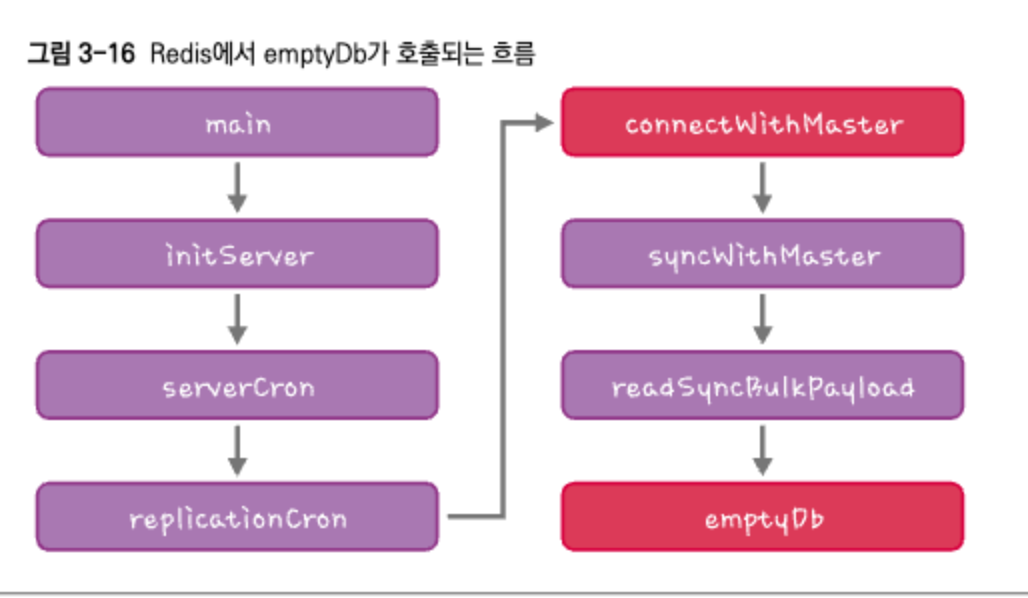 그림 3-16 Redis에서 emptyDb가 호출되는 흐름
main
initServer
serverCron
replicationCron
connectWithMaster
syncWithMaster
readSyncBulkPayload
emptyDb